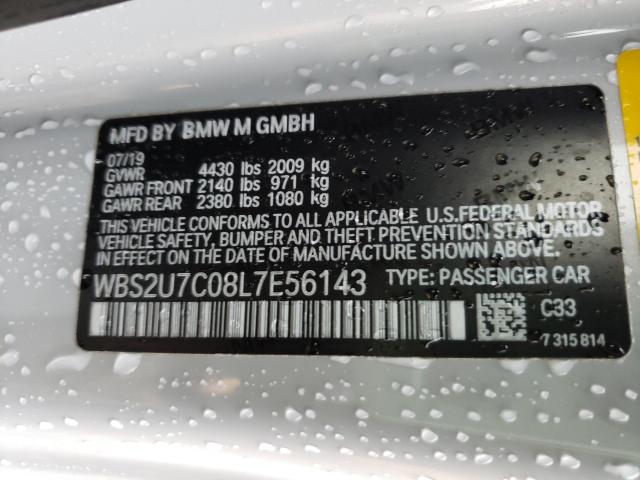 MFD BY BMW M GMBH
07/19
GVWR 4430 lbs 2009 kg
GAWR FRONT 2140 lbs 971 kg
GAWR REAR 2380 lbs 1080 kg
THIS VEHICLE CONFORMS TO ALL APPLICABLE U.S.FEDERAL MOTOR
VEHICLE SAFETY, BUMPER, AND THEFT PREVENTION STANDARDS
IN EFFECT ON THE DATE OF MANUFACTURE SHOWN ABOVE.
WBS2U7C08L7E56143 TYPE: PASSENGER CAR
C33
7 315 814